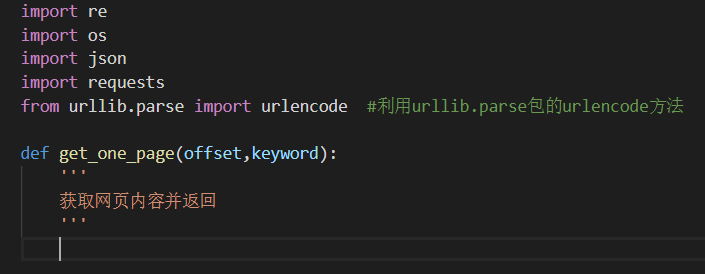 import re
import os
import json
import requests
from urllib.parse import urlencode  #利用urllib.parse包的urlencode方法
def get_one_page(offset,keyword):
'''
获取网页内容并返回
'''